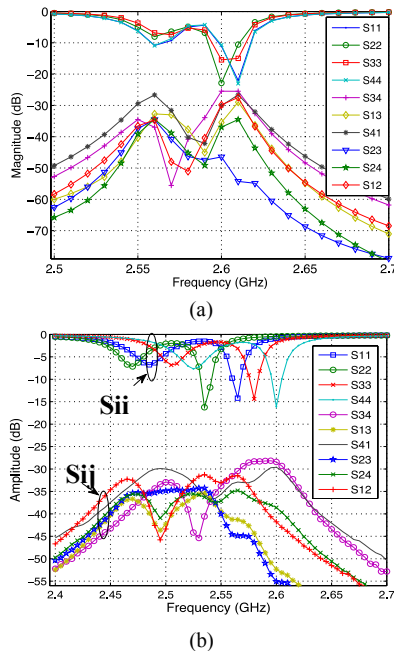 0
−10
−20
−30
−40
−50
−60
−70
Magnitude (dB)
S11
S22
S33
S44
S34
S13
S41
S23
S24
S12
2.5 2.55 2.6 2.65 2.7
Frequency (GHz)
(a)
0
−5
−10
−15
−20
−25
−30
−35
−40
−45
−50
−55
Amplitude (dB)
Sii
Sij
S11
S22
S33
S44
S34
S13
S41
S23
S24
S12
2.4 2.45 2.5 2.55 2.6 2.65 2.7
Frequency (GHz)
(b)